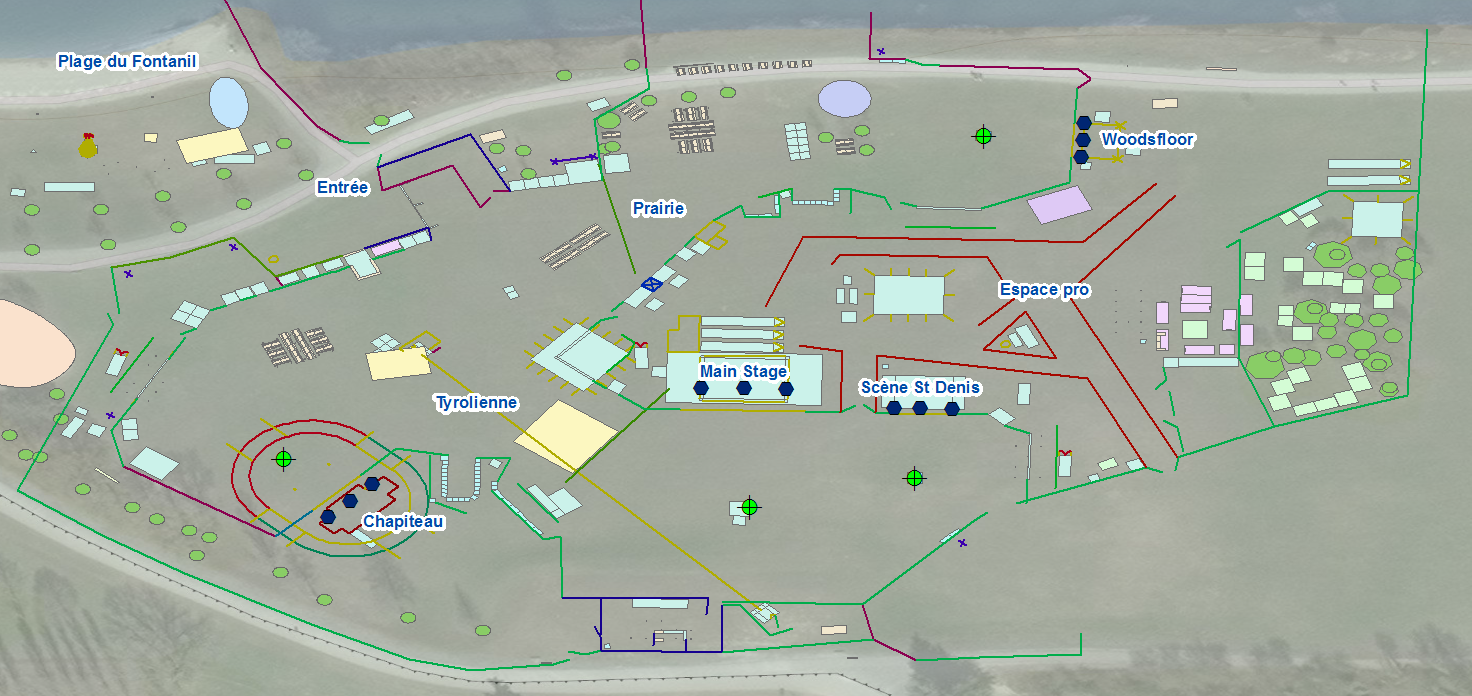 Plage du Fontanil
Woodsfloor
Entrée
Prairie
Espace pro
Main Stage
Scène St Denis
Tyrolienne
Chapiteau